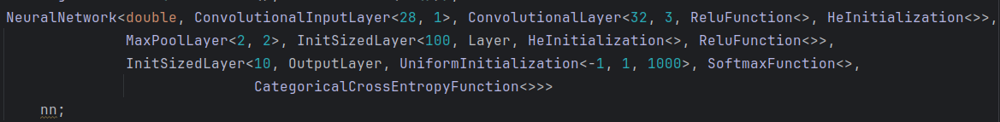 NeuralNetwork<double, ConvolutionalInputLayer<28, 1>, ConvolutionalLayer<32, 3, ReluFunction<>, HeInitialization<>>,
MaxPoolLayer<2, 2>, InitSizedLayer<100, Layer, HeInitialization<>, ReluFunction<>>,
InitSizedLayer<10, OutputLayer, UniformInitialization<-1, 1, 1000>, SoftmaxFunction<>,
CategoricalCrossEntropyFunction<>>>
nn;